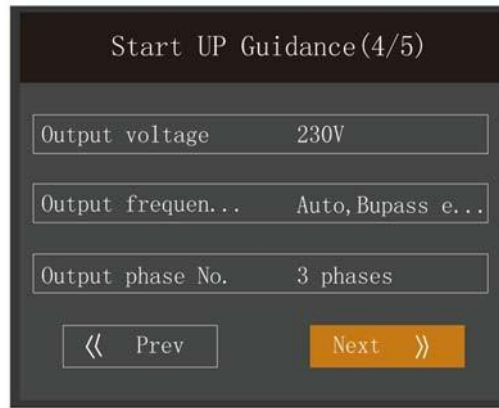 Start UP Guidance(4/5)
Output voltage 230V
Output frequen... Auto,Bupass e...
Output phase No. 3 phases
《 Prev Next 》